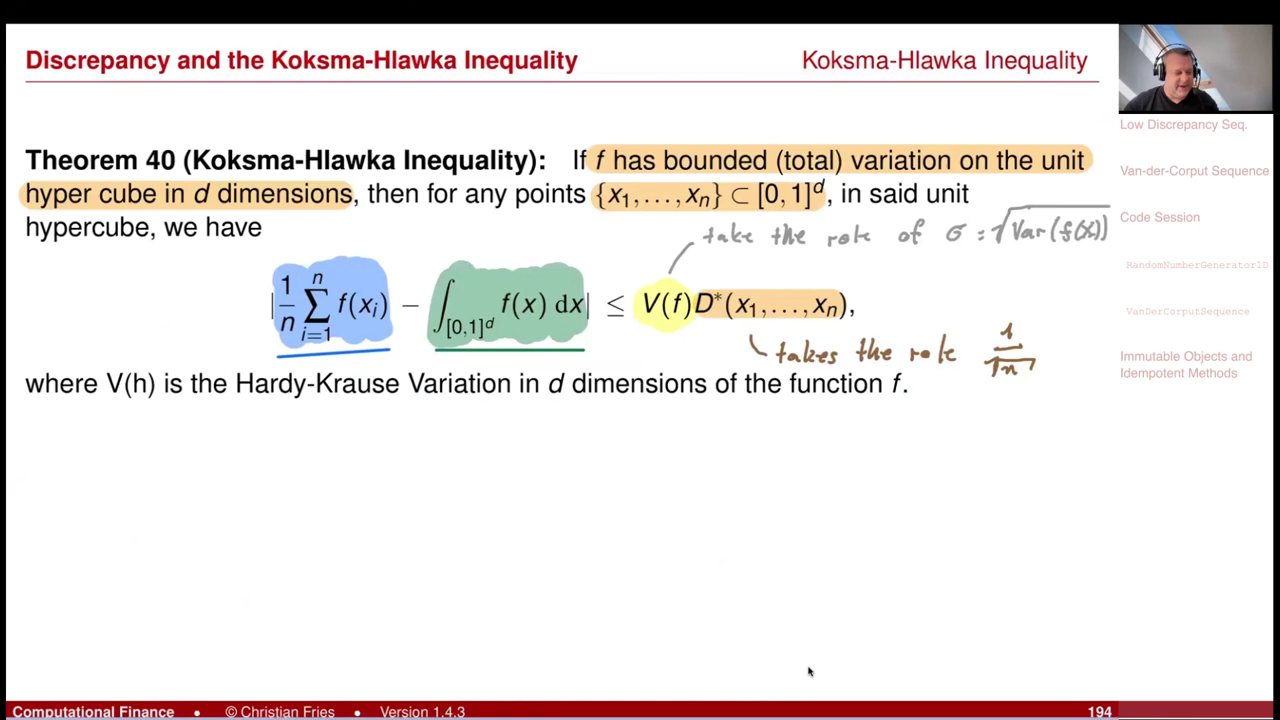 Discrepancy and the Koksma-Hlawka Inequality
Koksma-Hlawka Inequality
Theorem 40 (Koksma-Hlawka Inequality): If f has bounded (total) variation on the unit
hyper cube in d dimensions, then for any points {x₁, . . . , xₙ} ⊂ [0, 1]ᵈ, in said unit
hypercube, we have
take the role of σ = √Var(f(x))
|1/n ∑ⁿᵢ₌₁ f(xᵢ) − ∫_[0,1]ᵈ f(x) dx| ≤ V(f)D*(x₁, . . . , xₙ),
takes the role 1/√n
where V(h) is the Hardy-Krause Variation in d dimensions of the function f.
Low Discrepancy Seq.
Van-der-Corput Sequence
Code Session
RandomNumberGenerator1D
VanDerCorputSequence
Immutable Objects and
Idempotent Methods
Computational Finance • © Christian Fries • Version 1.4.3
194